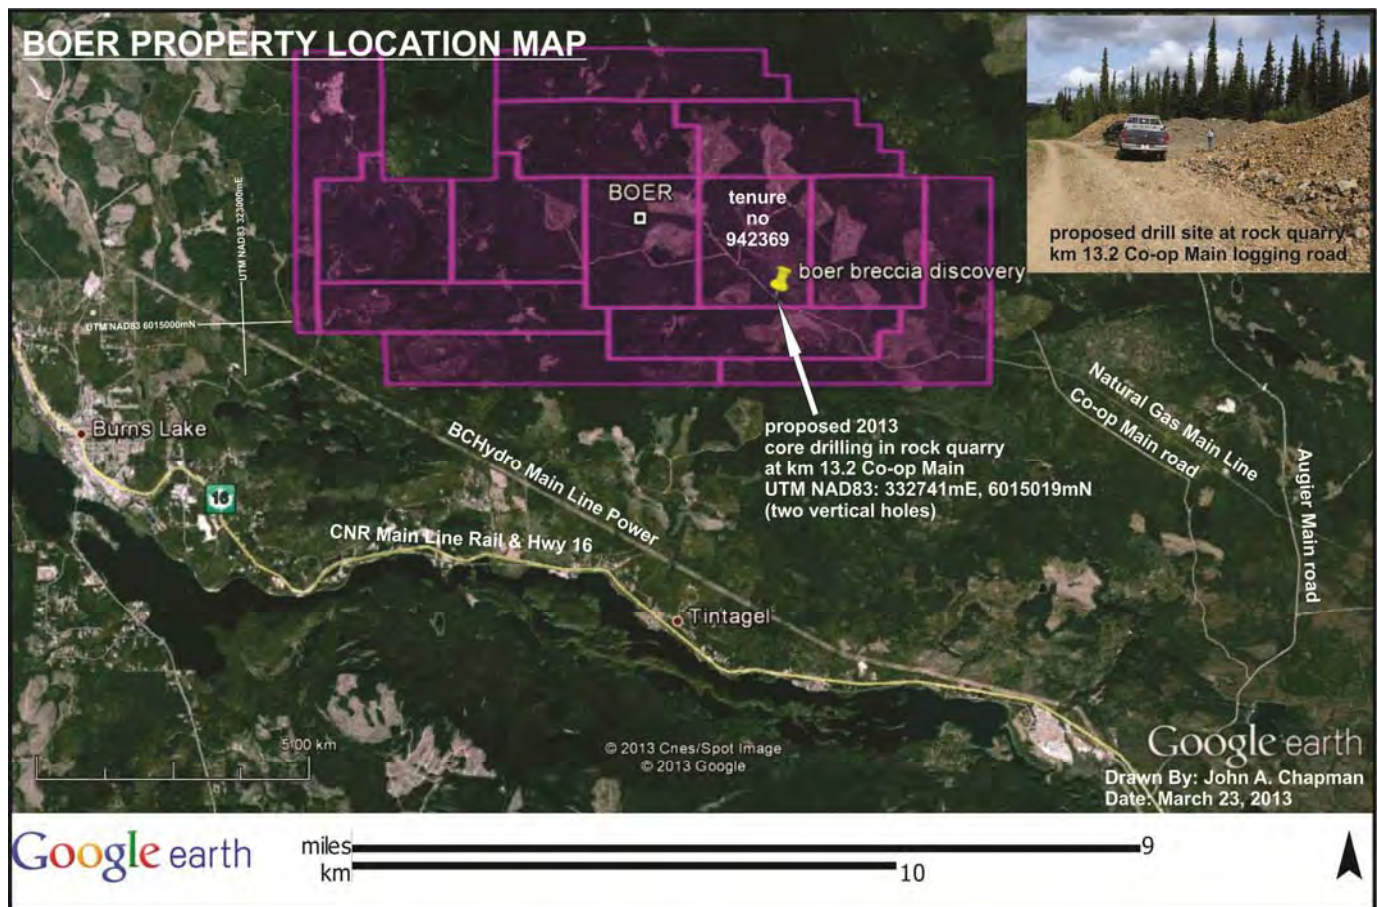 BOER PROPERTY LOCATION MAP
proposed drill site at rock quarry
km 13.2 Co-op Main logging road
UTM NAD83 323000mE
BOER
tenure
no
942369
boer breccia discovery
UTM NAD83 6015000mN
Burns Lake
16
BCHydro Main Line Power
CNR Main Line Rail & Hwy 16
proposed 2013
core drilling in rock quarry
at km 13.2 Co-op Main
UTM NAD83: 332741mE, 6015019mN
(two vertical holes)
Natural Gas Main Line
Co-op Main road
Augier Main road
Tintagel
5.00 km
© 2013 Cnes/Spot Image
© 2013 Google
Google earth
Drawn By: John A. Chapman
Date: March 23, 2013
Google earth
miles 9
km 10